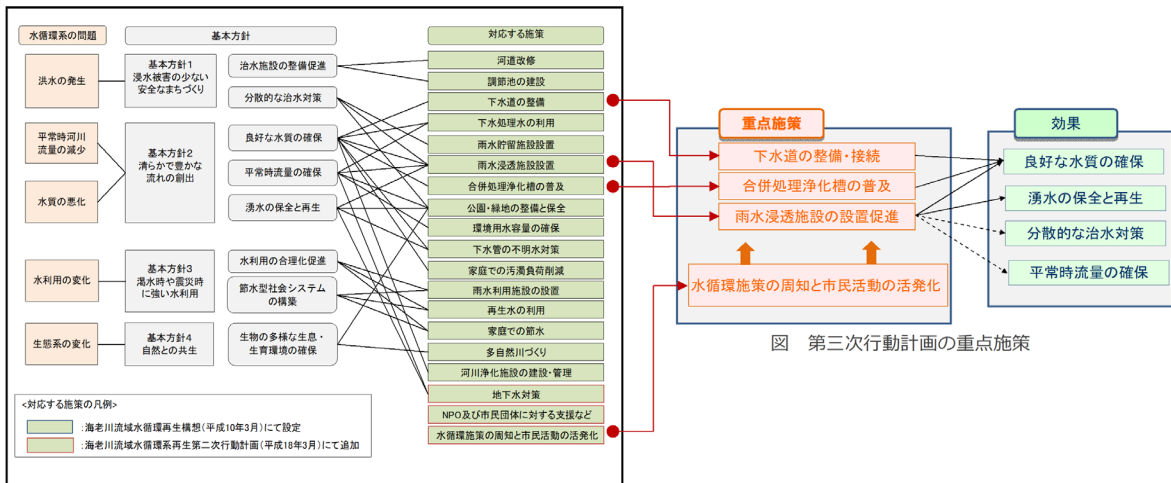 水循環系の問題
基本方針
対応する施策
洪水の発生
平常時河川
流量の減少
水質の悪化
水利用の変化
生態系の変化
基本方針1
浸水被害の少ない
安全なまちづくり
基本方針2
清らかで豊かな
流れの創出
基本方針3
渇水時や震災時
に強い水利用
基本方針4
自然との共生
治水施設の整備促進
分散的な治水対策
良好な水質の確保
平常時流量の確保
湧水の保全と再生
水利用の合理化促進
節水型社会システム
の構築
生物の多様な生息・
生育環境の確保
河道改修
調節池の建設
下水道の整備
下水処理水の利用
雨水貯留施設設置
雨水浸透施設設置
合併処理浄化槽の普及
公園・緑地の整備と保全
環境用水容量の確保
下水管の不明水対策
家庭での汚濁負荷削減
雨水利用施設の設置
再生水の利用
家庭での節水
多自然川づくり
河川浄化施設の建設・管理
地下水対策
NPO及び市民団体に対する支援など
水循環施策の周知と市民活動の活発化
<対応する施策の凡例>
:海老川流域水循環再生構想(平成10年3月)にて設定
:海老川流域水循環系再生第二次行動計画(平成18年3月)にて追加
重点施策
下水道の整備・接続
合併処理浄化槽の普及
雨水浸透施設の設置促進
水循環施策の周知と市民活動の活発化
効果
良好な水質の確保
湧水の保全と再生
分散的な治水対策
平常時流量の確保
図 第三次行動計画の重点施策